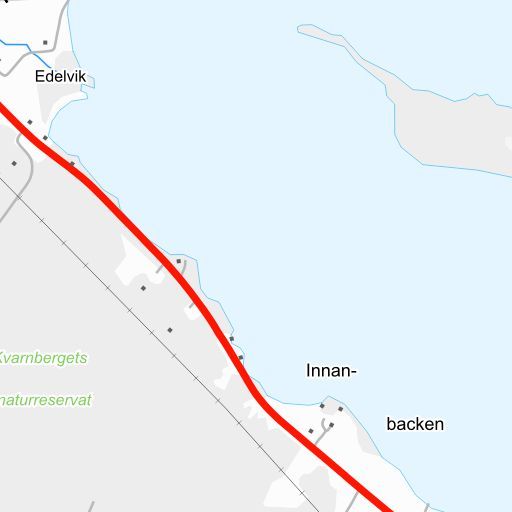 Edelvik
Kvarnbergets
naturreservat
Innan-
backen